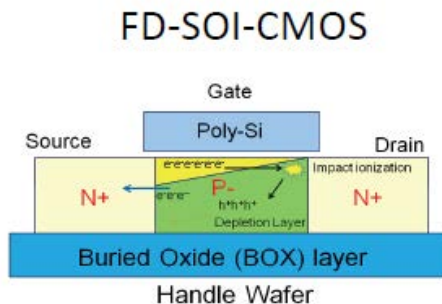 FD-SOI-CMOS
Gate
Source
Poly-Si
Drain
e-e-e-e-e-e-
Impact ionization
N+
e-e-e-
P-
N+
h+h+h+
Depletion Layer
Buried Oxide (BOX) layer
Handle Wafer